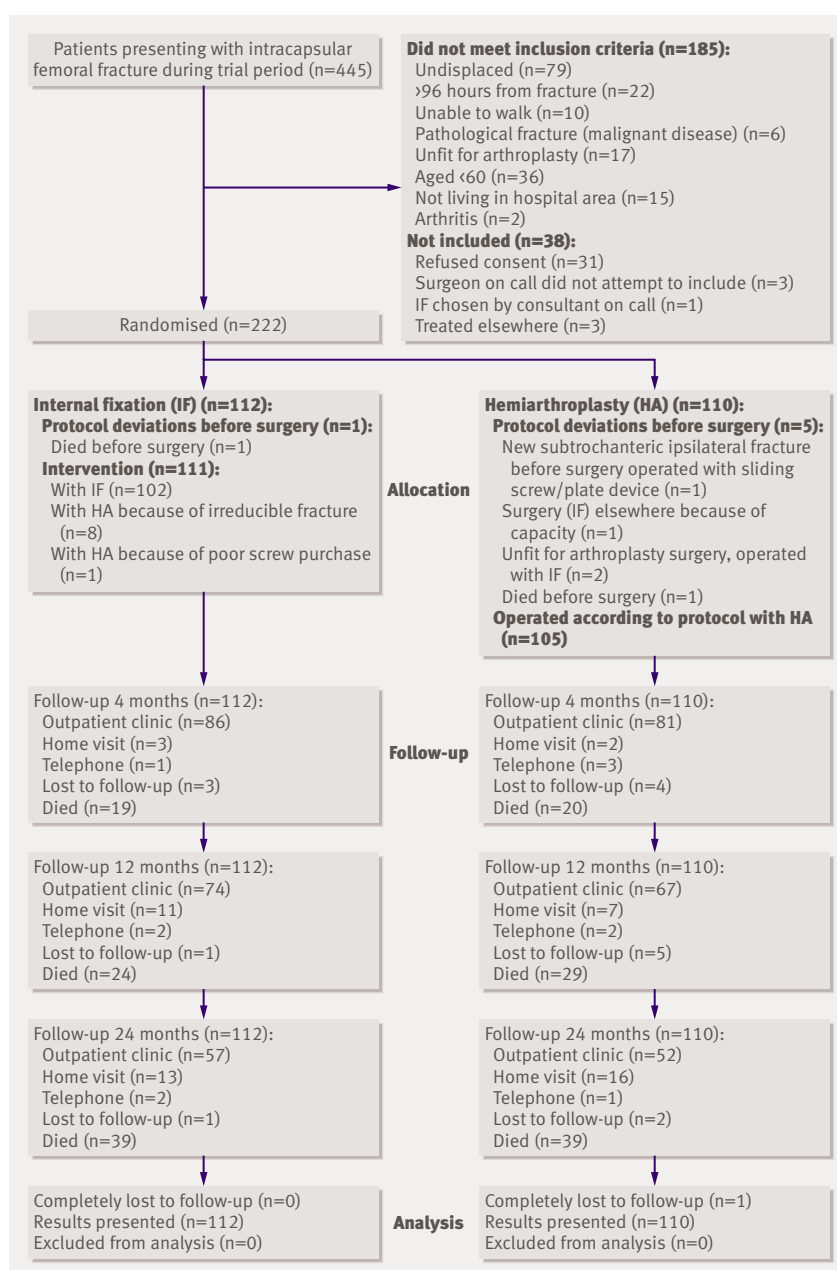 Patients presenting with intracapsular
femoral fracture during trial period (n=445)
Did not meet inclusion criteria (n=185):
Undisplaced (n=79)
>96 hours from fracture (n=22)
Unable to walk (n=10)
Pathological fracture (malignant disease) (n=6)
Unfit for arthroplasty (n=17)
Aged <60 (n=36)
Not living in hospital area (n=15)
Arthritis (n=2)
Not included (n=38):
Refused consent (n=31)
Surgeon on call did not attempt to include (n=3)
IF chosen by consultant on call (n=1)
Treated elsewhere (n=3)
Randomised (n=222)
Internal fixation (IF) (n=112):
Protocol deviations before surgery (n=1):
Died before surgery (n=1)
Intervention (n=111):
With IF (n=102)
With HA because of irreducible fracture
(n=8)
With HA because of poor screw purchase
(n=1)
Allocation
Hemiarthroplasty (HA) (n=110):
Protocol deviations before surgery (n=5):
New subtrochanteric ipsilateral fracture
before surgery operated with sliding
screw/plate device (n=1)
Surgery (IF) elsewhere because of
capacity (n=1)
Unfit for arthroplasty surgery, operated
with IF (n=2)
Died before surgery (n=1)
Operated according to protocol with HA
(n=105)
Follow-up 4 months (n=112):
Outpatient clinic (n=86)
Home visit (n=3)
Telephone (n=1)
Lost to follow-up (n=3)
Died (n=19)
Follow-up
Follow-up 4 months (n=110):
Outpatient clinic (n=81)
Home visit (n=2)
Telephone (n=3)
Lost to follow-up (n=4)
Died (n=20)
Follow-up 12 months (n=112):
Outpatient clinic (n=74)
Home visit (n=11)
Telephone (n=2)
Lost to follow-up (n=1)
Died (n=24)
Follow-up 12 months (n=110):
Outpatient clinic (n=67)
Home visit (n=7)
Telephone (n=2)
Lost to follow-up (n=5)
Died (n=29)
Follow-up 24 months (n=112):
Outpatient clinic (n=57)
Home visit (n=13)
Telephone (n=2)
Lost to follow-up (n=1)
Died (n=39)
Follow-up 24 months (n=110):
Outpatient clinic (n=52)
Home visit (n=16)
Telephone (n=1)
Lost to follow-up (n=2)
Died (n=39)
Completely lost to follow-up (n=0)
Results presented (n=112)
Excluded from analysis (n=0)
Analysis
Completely lost to follow-up (n=1)
Results presented (n=110)
Excluded from analysis (n=0)